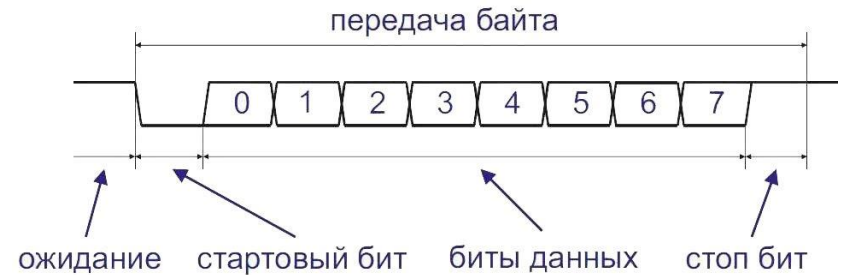 передача байта
0 1 2 3 4 5 6 7
ожидание стартовый бит биты данных стоп бит